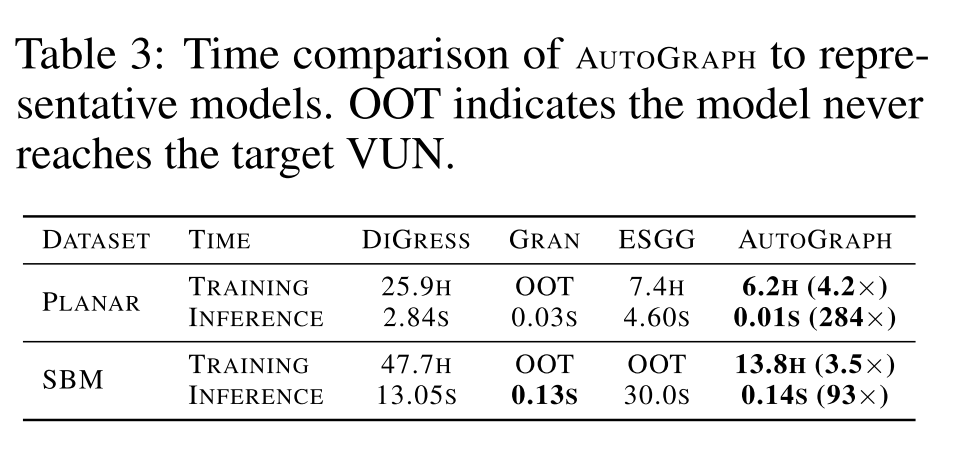 Table 3: Time comparison of AUTOGRAPH to repre-
sentative models. OOT indicates the model never
reaches the target VUN.
DATASET TIME DIGRESS GRAN ESGG AUTOGRAPH
PLANAR TRAINING 25.9H OOT 7.4H 6.2H (4.2×)
INFERENCE 2.84S 0.03S 4.60S 0.01S (284×)
SBM TRAINING 47.7H OOT OOT 13.8H (3.5×)
INFERENCE 13.05S 0.13S 30.0S 0.14S (93×)